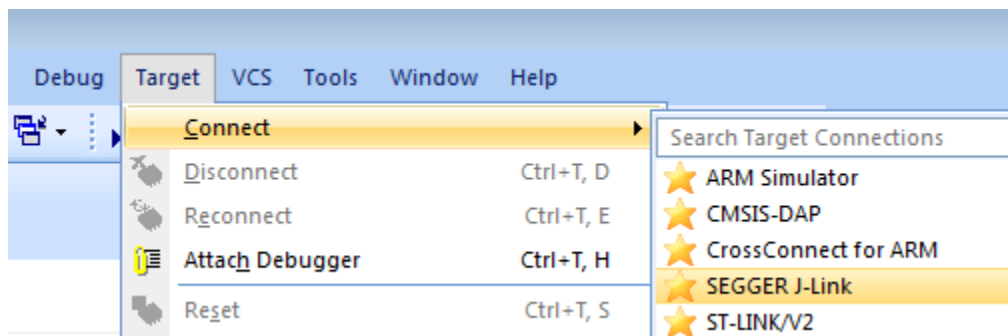 Debug Target VCS Tools Window Help
Connect
Search Target Connections
Disconnect Ctrl+T, D
ARM Simulator
Reconnect Ctrl+T, E
CMSIS-DAP
Attach Debugger Ctrl+T, H
CrossConnect for ARM
SEGGER J-Link
Reset Ctrl+T, S
ST-LINK/V2